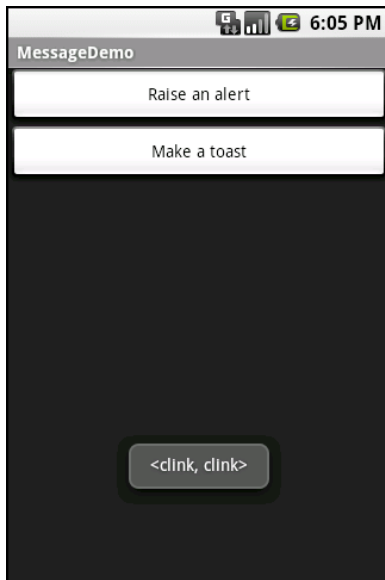 6:05 PM
MessageDemo
Raise an alert
Make a toast
<clink, clink>